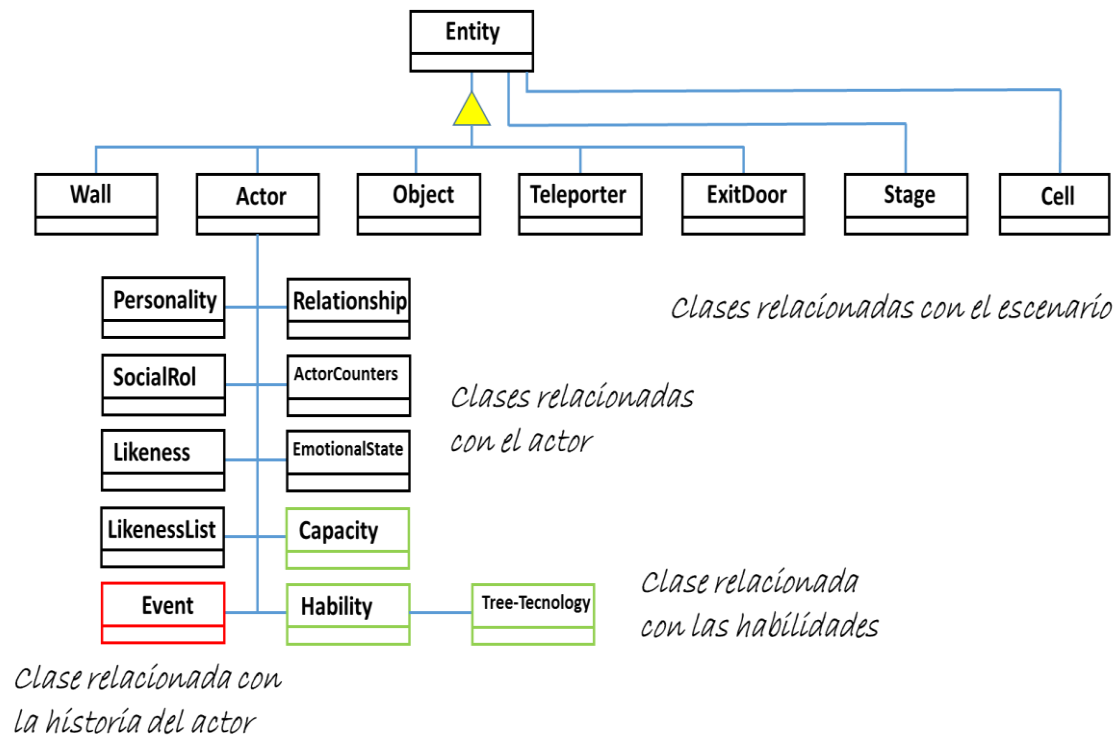 Entity
Wall
Actor
Object
Teleporter
ExitDoor
Stage
Cell
Personality
Relationship
Clases relacionadas con el escenario
SocialRol
ActorCounters
Clases relacionadas
con el actor
Likeness
EmotionalState
LikenessList
Capacity
Event
Hability
Tree-Tecnology
Clase relacionada
con las habilidades
Clase relacionada con
la historia del actor